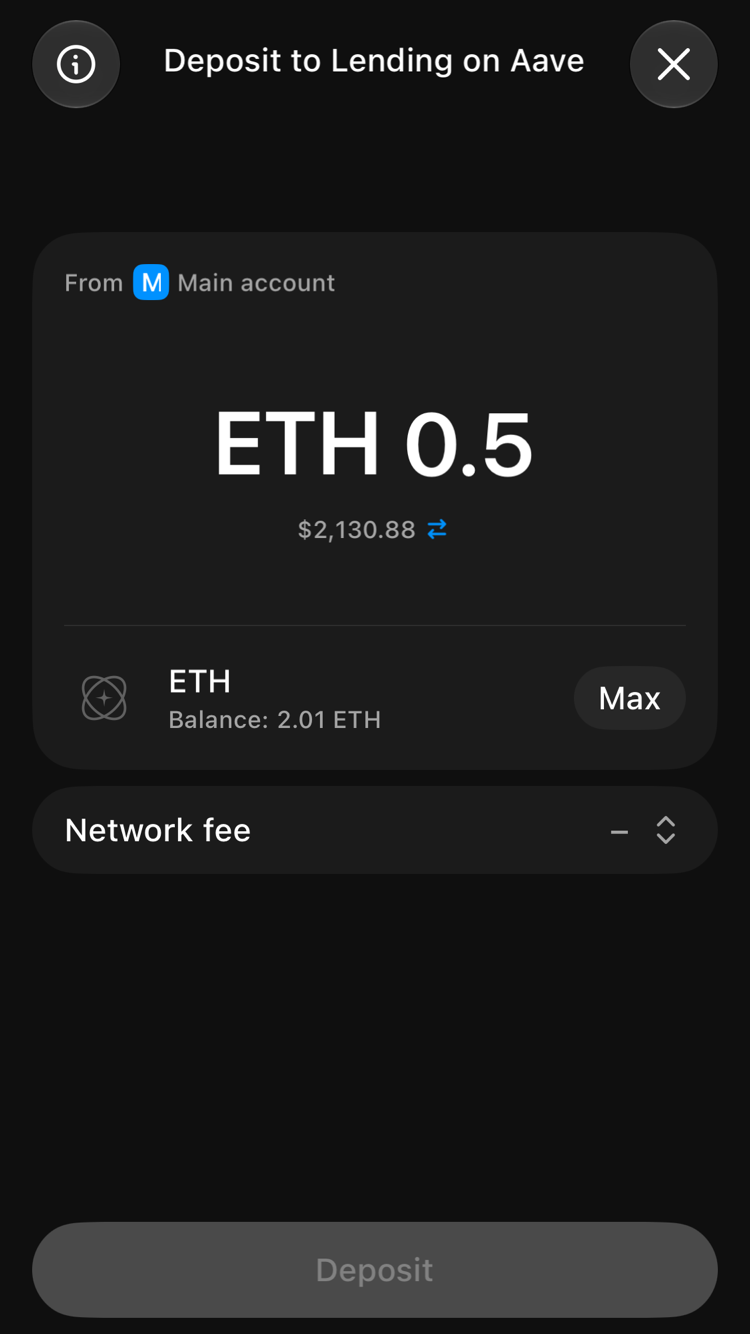 Deposit to Lending on Aave
From M Main account
ETH 0.5
$2,130.88
ETH
Balance: 2.01 ETH
Max
Network fee –
Deposit